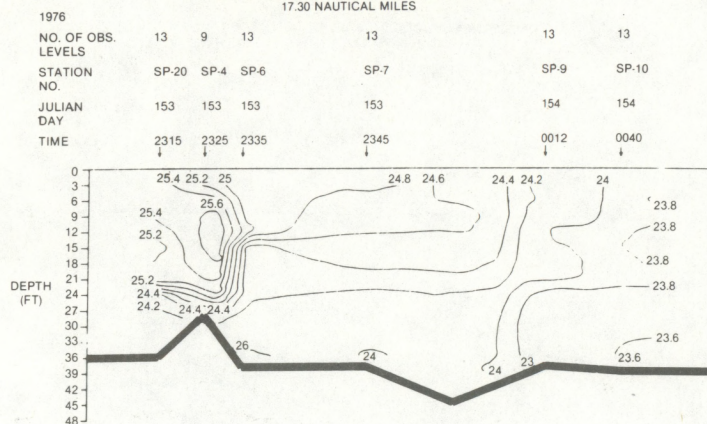 17.30 NAUTICAL MILES
1976
NO. OF OBS. LEVELS 13 9 13 13 13 13
STATION NO. SP-20 SP-4 SP-6 SP-7 SP-9 SP-10
JULIAN DAY 153 153 153 153 154 154
TIME 2315 2325 2335 2345 0012 0040
0
3 25.4 25.2 25 24.8 24.6 24.4 24.2 24
6 25.6 23.8
9 25.4
12 23.8
15 25.2
18 23.8
21 25.2
DEPTH (FT)
24 24.4 23.8
27 24.2 24.4 24.4
30
33
36 26 24 24 23 23.6 23.6
39
42
45
48